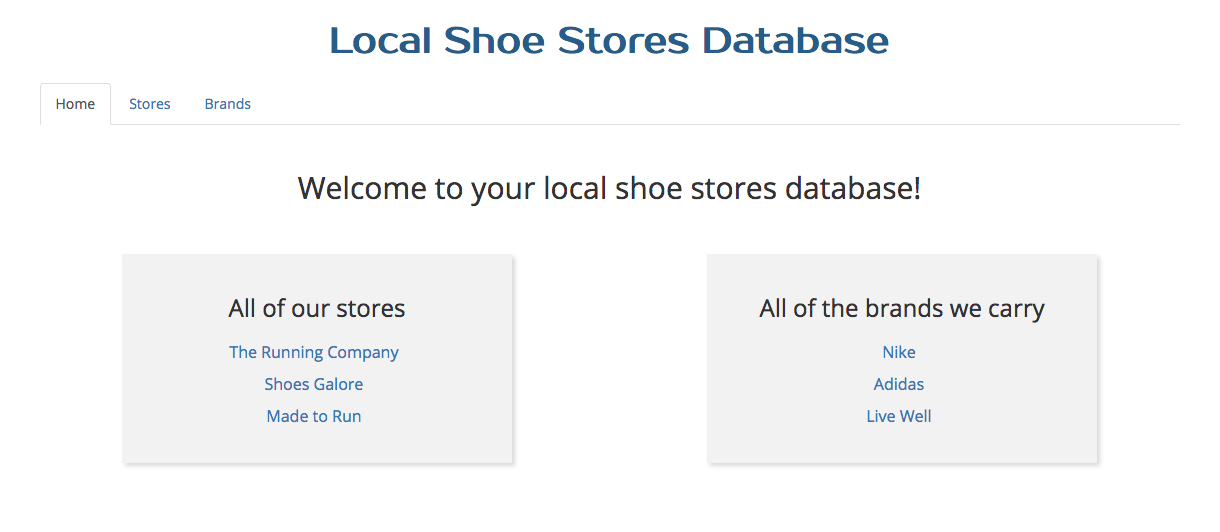 Local Shoe Stores Database
Home Stores Brands
Welcome to your local shoe stores database!
All of our stores
The Running Company
Shoes Galore
Made to Run
All of the brands we carry
Nike
Adidas
Live Well